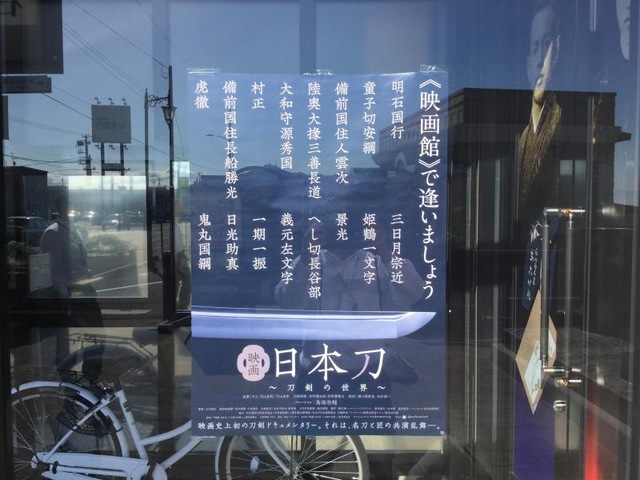 《映画館》で逢いましょう
明石国行
三日月宗近
童子切安綱
姫鶴一文字
備前国住人雲次
景光
陸奥大掾三善長道
へし切長谷部
大和守源秀国
義元左文字
村正
一期一振
備前国住長船勝光
日光助真
虎徹
鬼丸国綱
映画
日本刀
～刀剣の世界～
映画史上初の刀剣ドキュメンタリー。それは、名刀と匠の共演乱舞―。